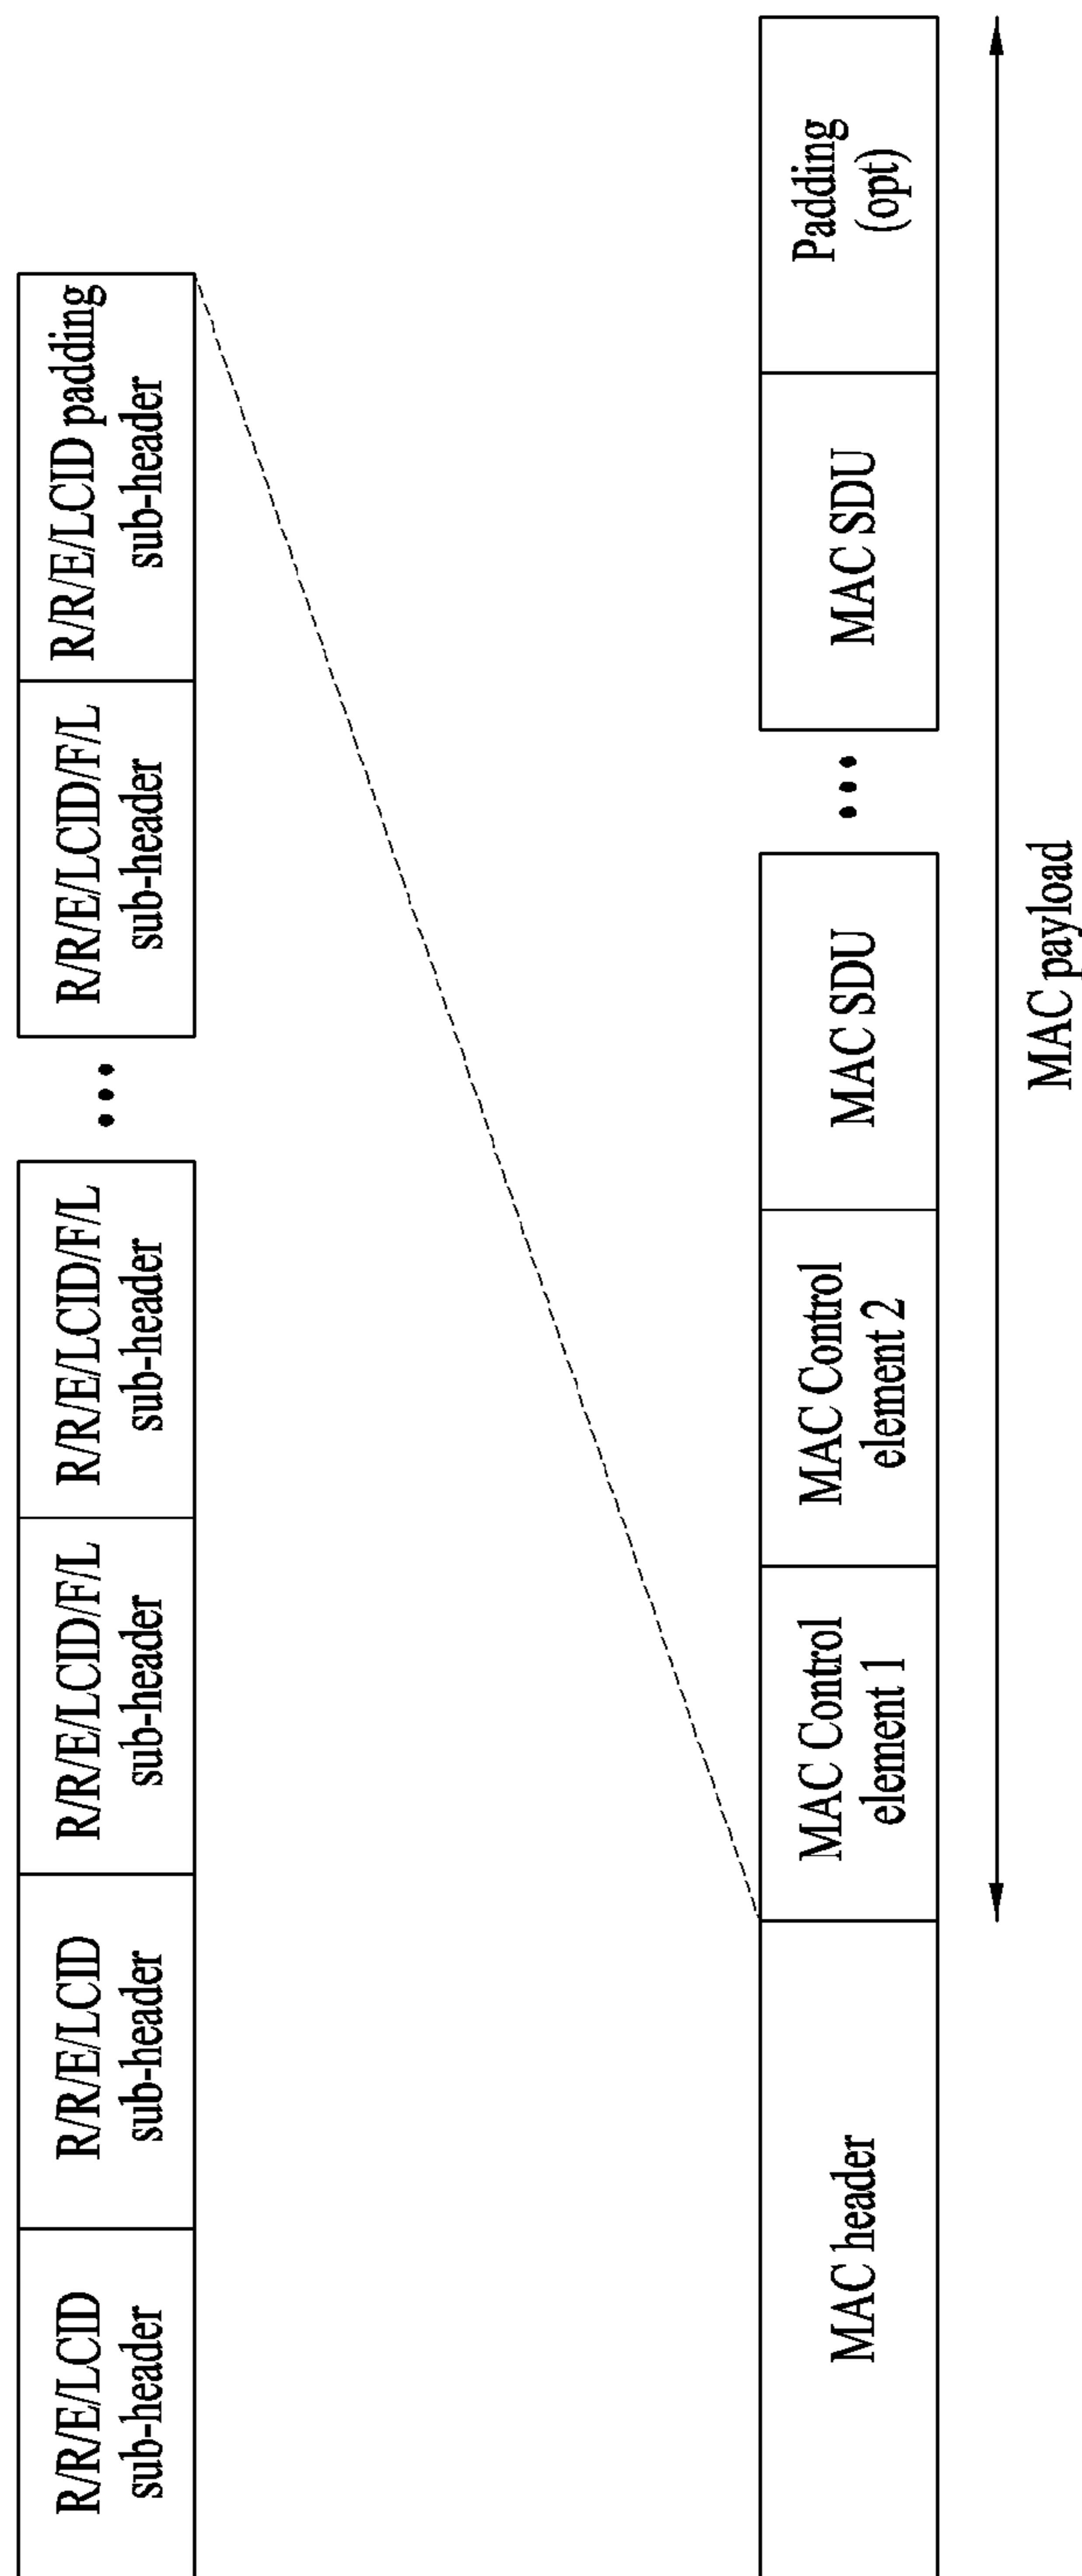 R/R/E/LCID
sub-header
R/R/E/LCID
sub-header
R/R/E/LCID/F/L
sub-header
R/R/E/LCID/F/L
sub-header
...
R/R/E/LCID/F/L
sub-header
R/R/E/LCID padding
sub-header
MAC header
MAC Control
element 1
MAC Control
element 2
MAC SDU
...
MAC SDU
Padding
(opt)
MAC payload